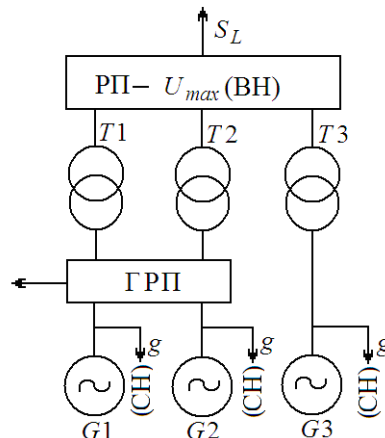 S_L
РП– U_max(ВН)
T1 T2 T3
ГРП
g g g
(СН) (СН) (СН)
G1 G2 G3